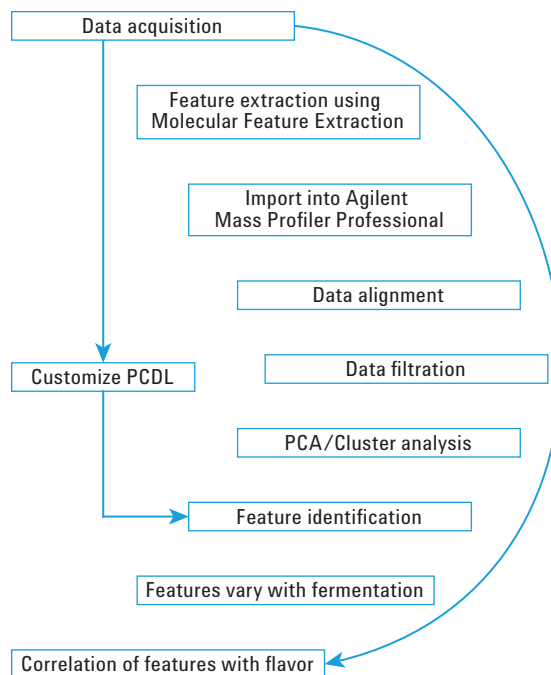 Data acquisition
Feature extraction using
Molecular Feature Extraction
Import into Agilent
Mass Profiler Professional
Data alignment
Customize PCDL
Data filtration
PCA/Cluster analysis
Feature identification
Features vary with fermentation
Correlation of features with flavor